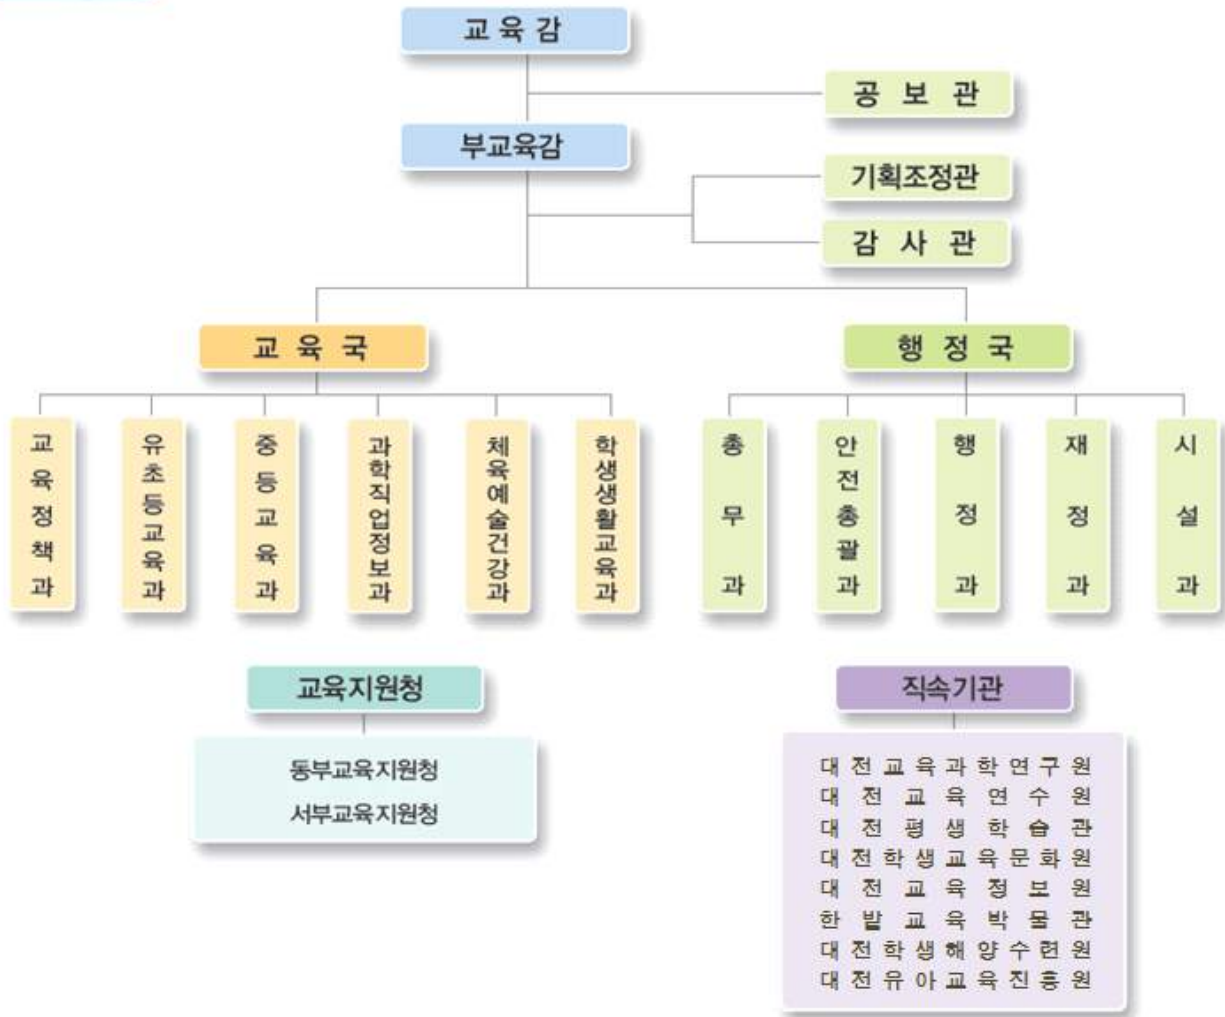 교 육 감
공 보 관
부교육감
기획조정관
감 사 관
교 육 국
행 정 국
교육정책과
유초등교육과
중등교육과
과학직업정보과
체육예술건강과
학생생활교육과
총무과
안전총괄과
행정과
재정과
시설과
교육지원청
동부교육지원청
서부교육지원청
직속기관
대전교육과학연구원
대전교육연수원
대전평생학습관
대전학생교육문화원
대전교육정보원
한밭교육박물관
대전학생해양수련원
대전유아교육진흥원